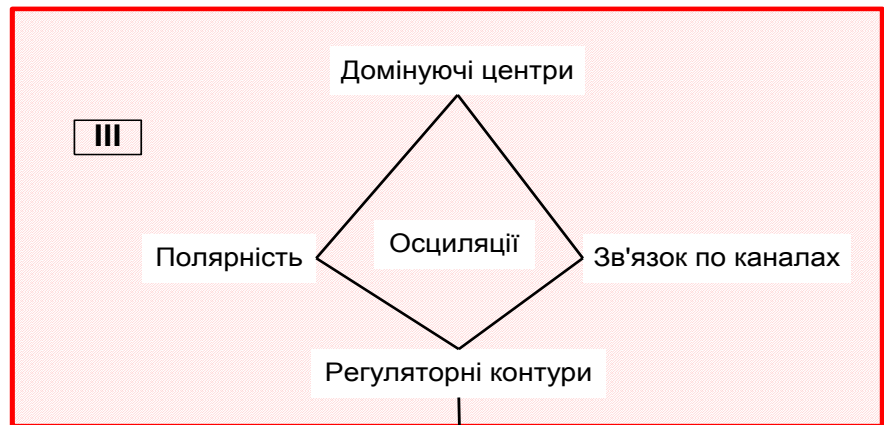 Домінуючі центри
III
Полярність
Осциляції
Зв'язок по каналах
Регуляторні контури